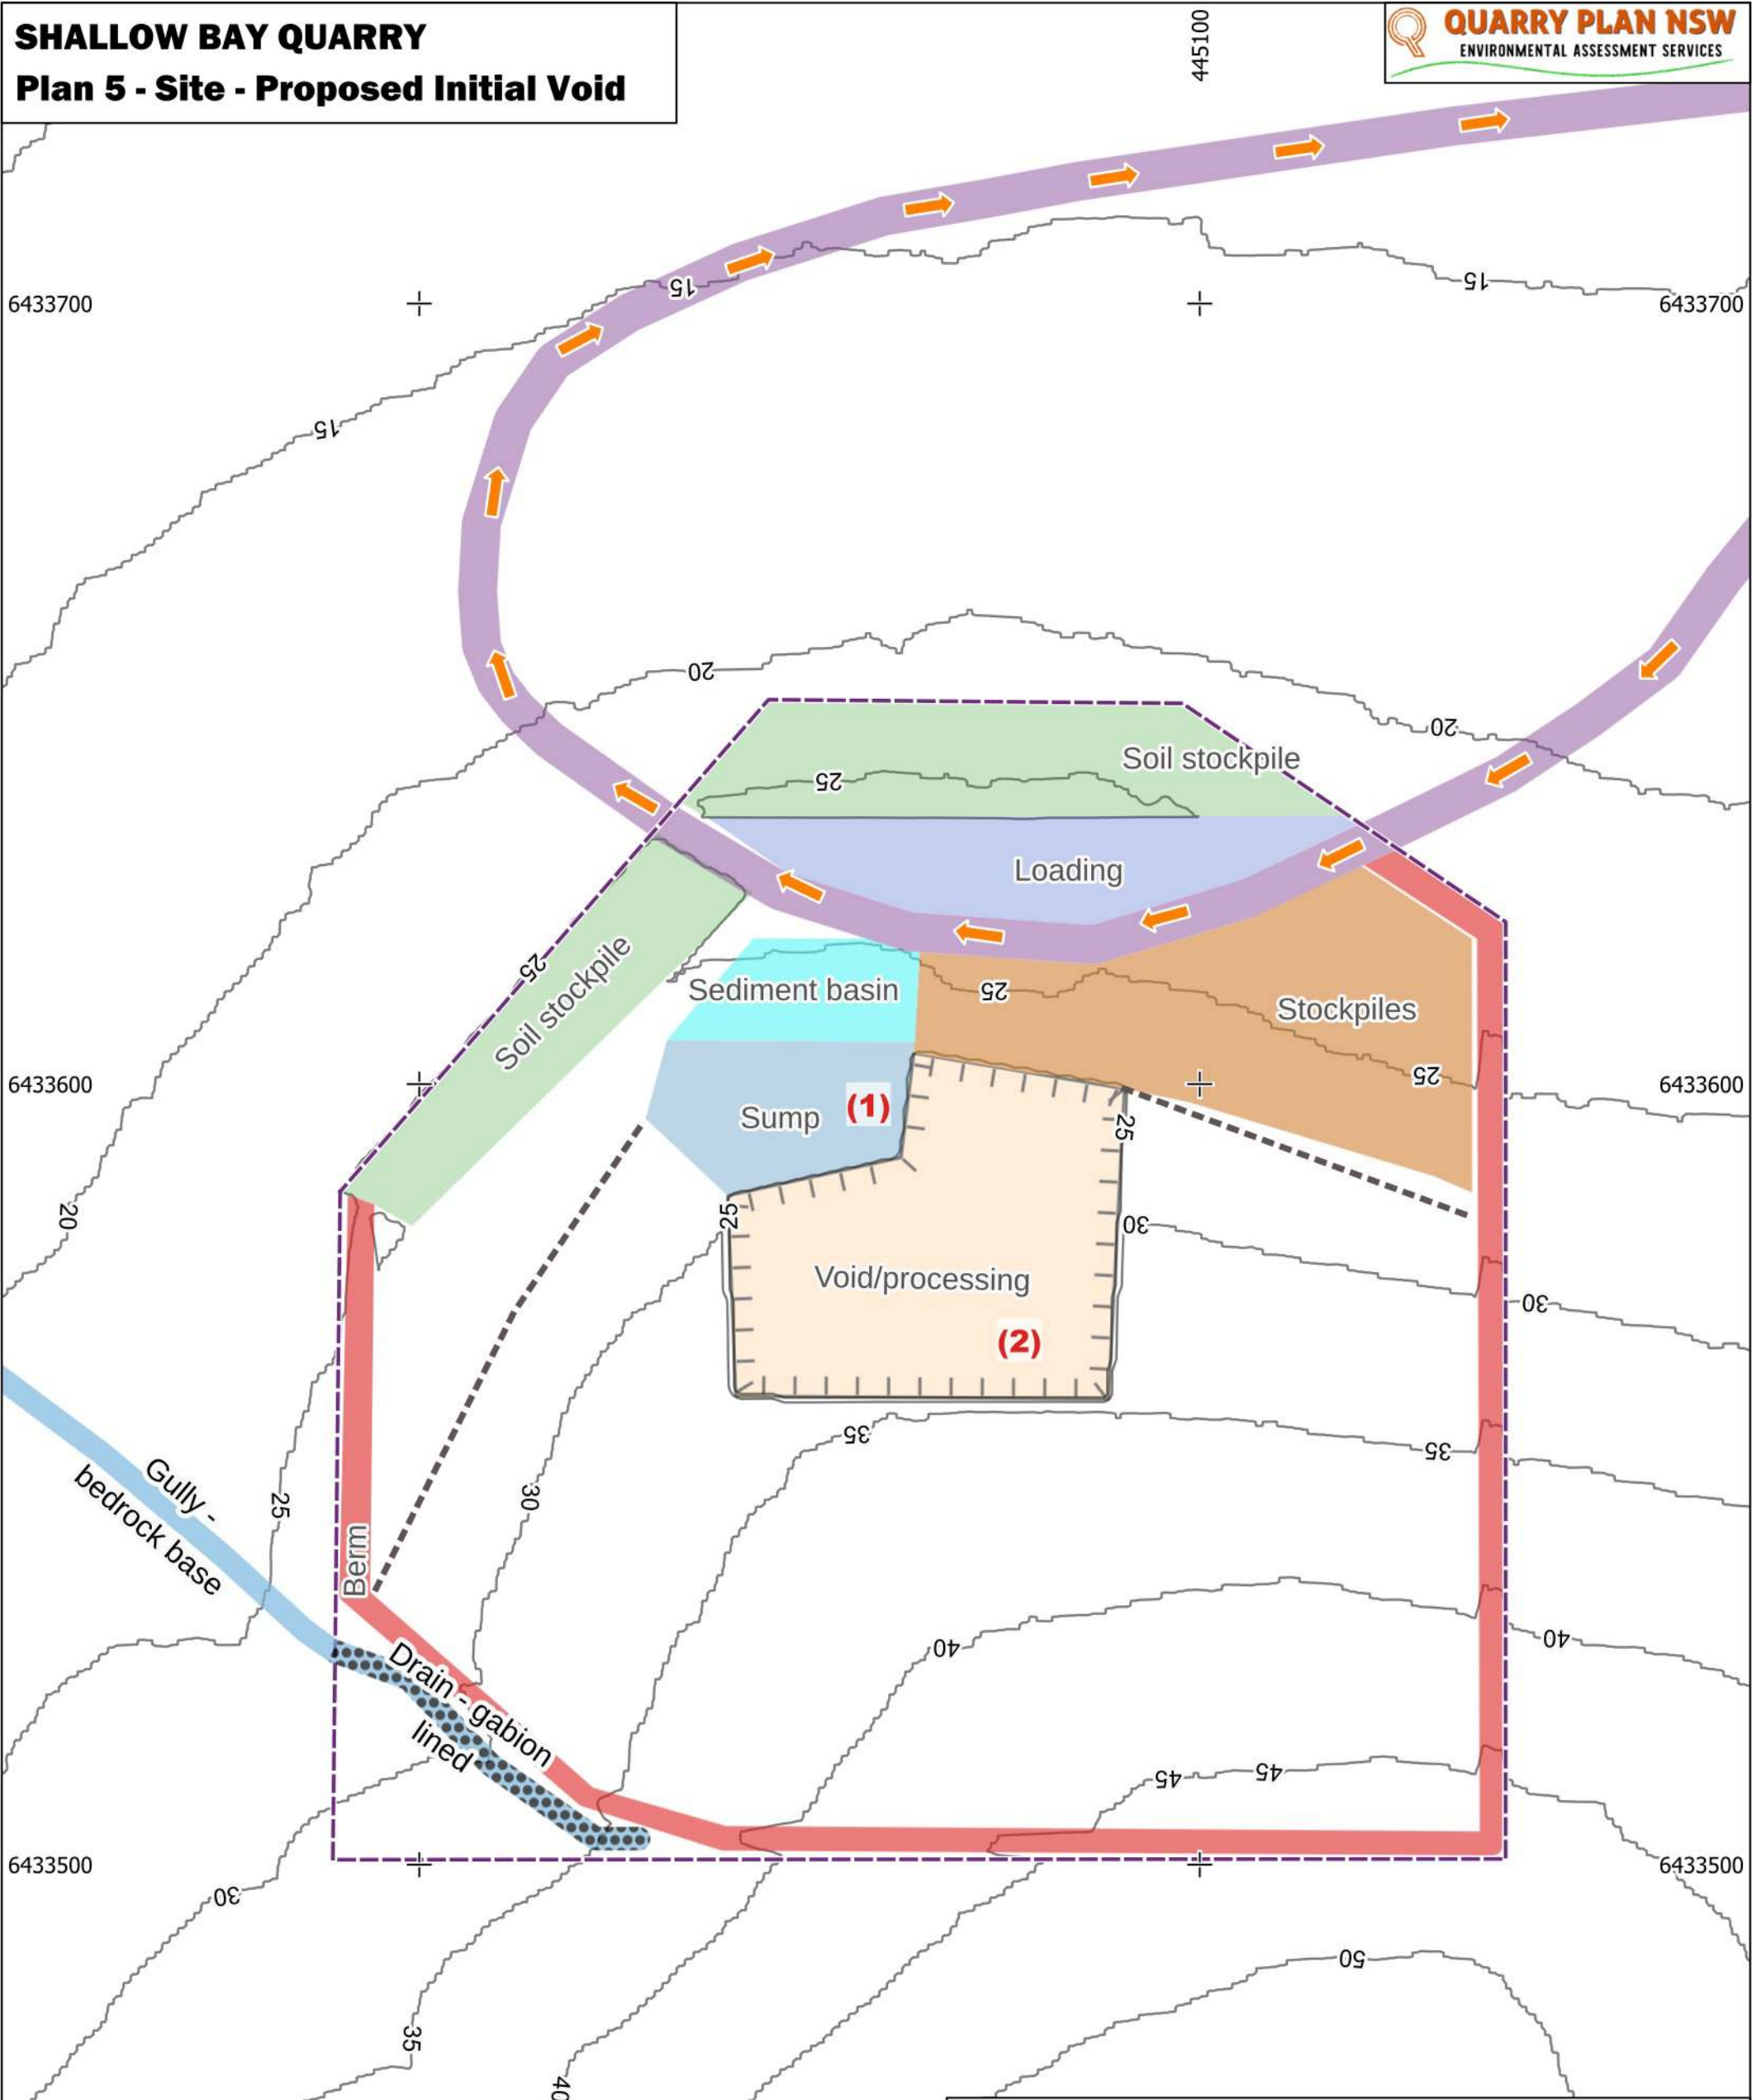 SHALLOW BAY QUARRY
Plan 5 - Site - Proposed Initial Void
445100
QUARRY PLAN NSW
ENVIRONMENTAL ASSESSMENT SERVICES
15
15
6433700
6433700
15
20
20
Soil stockpile
25
Loading
25
Soil stockpile
Sediment basin
25
Stockpiles
25
6433600
6433600
Sump
(1)
25
20
25
30
Void/processing
30
(2)
35
35
Gully -
bedrock base
25
30
Berm
40
40
Drain - gabion
lined
45
45
6433500
6433500
30
50
35
40